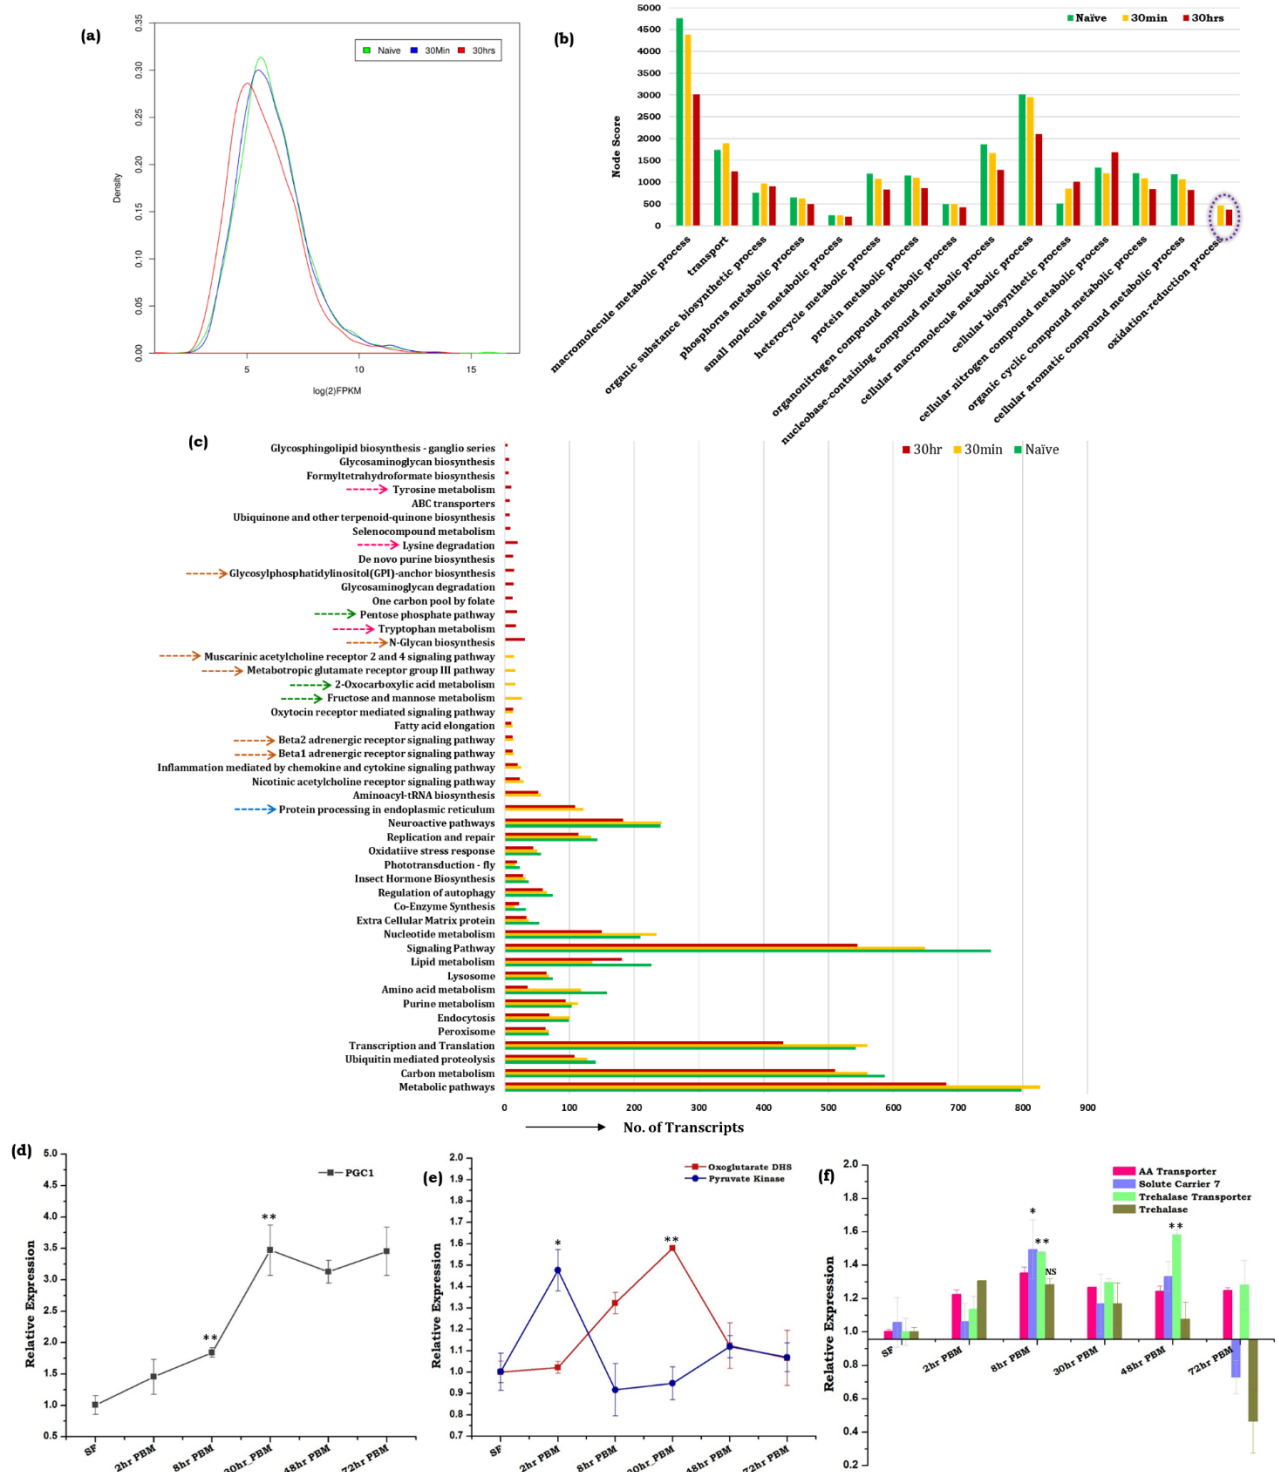 (a)
0.35
0.30
0.25
0.20
0.15
0.10
0.05
0.00
Density
Naive 30Min 30hrs
5 10 15
log(2)FPKM
(b)
Naïve 30min 30hrs
5000
4500
4000
3500
3000
2500
2000
1500
1000
500
0
Node Score
macromolecule metabolic process
transport
organic substance biosynthetic process
phosphorus metabolic process
small molecule metabolic process
heterocycle metabolic process
protein metabolic process
organonitrogen compound metabolic process
nucleobase-containing compound metabolic process
cellular macromolecule metabolic process
cellular biosynthetic process
cellular nitrogen compound metabolic process
organic cyclic compound metabolic process
cellular aromatic compound metabolic process
oxidation-reduction process
(c)
30hr 30min Naïve
Glycosphingolipid biosynthesis - ganglio series
Glycosaminoglycan biosynthesis
Formyltetrahydroformate biosynthesis
Tyrosine metabolism
ABC transporters
Ubiquinone and other terpenoid-quinone biosynthesis
Selenocompound metabolism
Lysine degradation
De novo purine biosynthesis
Glycosylphosphatidylinositol(GPI)-anchor biosynthesis
Glycosaminoglycan degradation
One carbon pool by folate
Pentose phosphate pathway
Tryptophan metabolism
N-Glycan biosynthesis
Muscarinic acetylcholine receptor 2 and 4 signaling pathway
Metabotropic glutamate receptor group III pathway
2-Oxocarboxylic acid metabolism
Fructose and mannose metabolism
Oxytocin receptor mediated signaling pathway
Fatty acid elongation
Beta2 adrenergic receptor signaling pathway
Beta1 adrenergic receptor signaling pathway
Inflammation mediated by chemokine and cytokine signaling pathway
Nicotinic acetylcholine receptor signaling pathway
Aminoacyl-tRNA biosynthesis
Protein processing in endoplasmic reticulum
Neuroactive pathways
Replication and repair
Oxidatiive stress response
Phototransduction - fly
Insect Hormone Biosynthesis
Regulation of autophagy
Co-Enzyme Synthesis
Extra Cellular Matrix protein
Nucleotide metabolism
Signaling Pathway
Lipid metabolism
Lysosome
Amino acid metabolism
Purine metabolism
Endocytosis
Peroxisome
Transcription and Translation
Ubiquitin mediated proteolysis
Carbon metabolism
Metabolic pathways
0 100 200 300 400 500 600 700 800 900
No. of Transcripts
(d)
5.0
4.5
4.0
3.5
3.0
2.5
2.0
1.5
1.0
0.5
Relative Expression
PGC1
**
**
SF 2hr PBM 8hr PBM 30hr_PBM 48hr PBM 72hr PBM
(e)
2.0
1.9
1.8
1.7
1.6
1.5
1.4
1.3
1.2
1.1
1.0
0.9
0.8
0.7
Relative Expression
Oxoglutarate DHS
Pyruvate Kinase
*
**
SF 2hr PBM 8hr PBM 30hr_PBM 48hr PBM 72hr PBM
(f)
2.0
1.8
1.6
1.4
1.2
1.0
0.8
0.6
0.4
0.2
Relative Expression
AA Transporter
Solute Carrier 7
Trehalase Transporter
Trehalase
*
**
NS
**
SF 2hr PBM 8hr PBM 30hr PBM 48hr PBM 72hr PBM